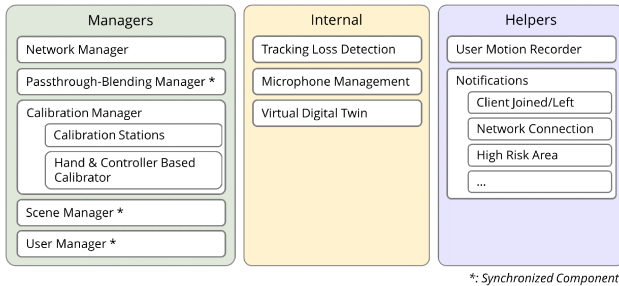 Managers
Network Manager
Passthrough-Blending Manager *
Calibration Manager
Calibration Stations
Hand & Controller Based
Calibrator
Scene Manager *
User Manager *
Internal
Tracking Loss Detection
Microphone Management
Virtual Digital Twin
Helpers
User Motion Recorder
Notifications
Client Joined/Left
Network Connection
High Risk Area
...
*: Synchronized Component